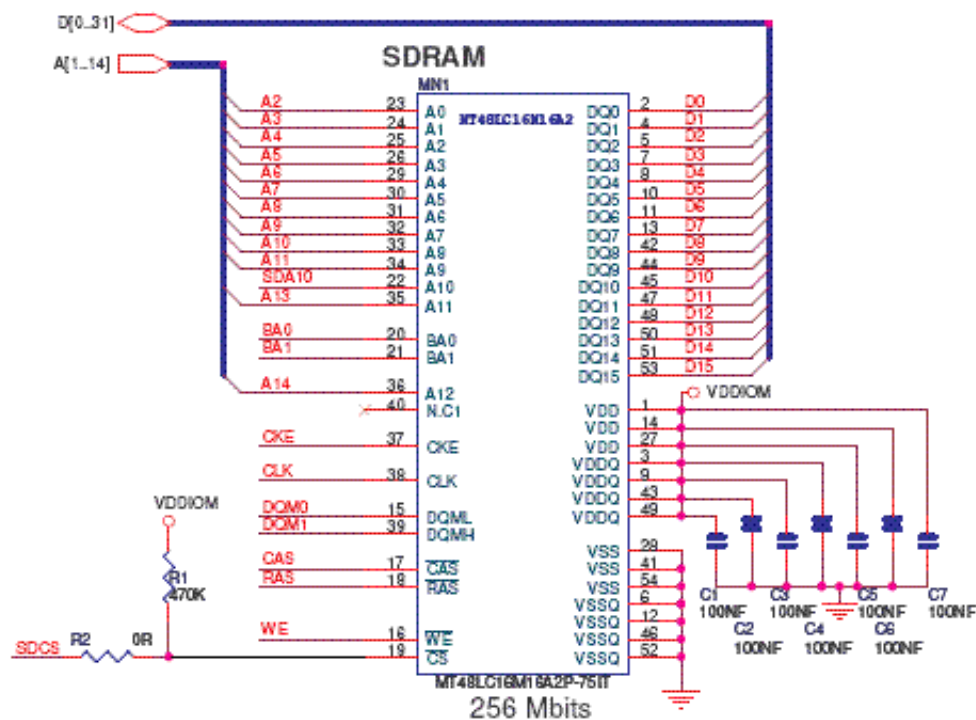 D[0..31]
A[1..14]
SDRAM
MN1
MT48LC16M16A2
A2 23 A0 DQ0 2 D0
A3 24 A1 DQ1 4 D1
A4 25 A2 DQ2 5 D2
A5 26 A3 DQ3 7 D3
A6 29 A4 DQ4 8 D4
A7 30 A5 DQ5 10 D5
A8 31 A6 DQ6 11 D6
A9 32 A7 DQ7 13 D7
A10 33 A8 DQ8 42 D8
A11 34 A9 DQ9 44 D9
SDA10 22 A10 DQ10 45 D10
A13 35 A11 DQ11 47 D11
DQ12 48 D12
BA0 20 BA0 DQ13 50 D13
BA1 21 BA1 DQ14 51 D14
DQ15 53 D15
A14 36 A12 VDDIOM
40 N.C1 VDD 1
VDD 14
CKE 37 CKE VDD 27
VDDQ 3
CLK 38 CLK VDDQ 9
VDDQ 43
DQM0 15 DQML VDDQ 49
DQM1 39 DQMH
VDDIOM
VSS 28
CAS 17 CAS VSS 41
RAS 18 RAS VSS 54
VSSQ 6
VSSQ 12
WE 16 WE VSSQ 46
19 CS VSSQ 52
R1
470K
SDCS R2 0R
C1 C3 C5 C7
100NF 100NF 100NF 100NF
C2 C4 C6
100NF 100NF 100NF
MT48LC16M16A2P-75IT
256 Mbits